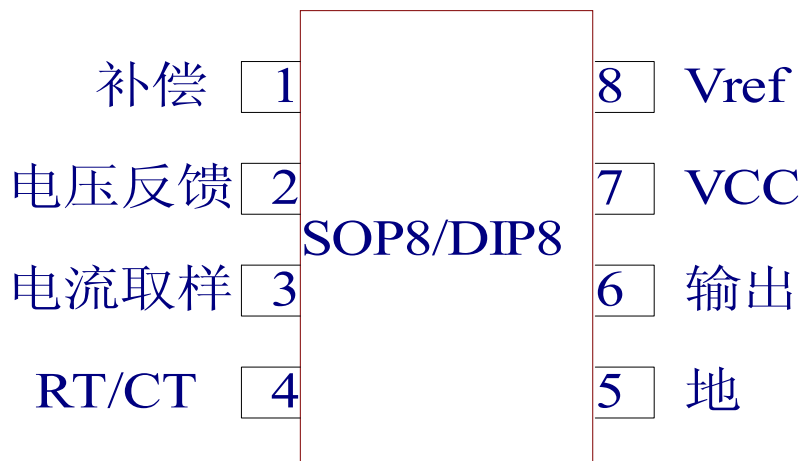 补偿 1 8 Vref
电压反馈 2 7 VCC
SOP8/DIP8
电流取样 3 6 输出
RT/CT 4 5 地